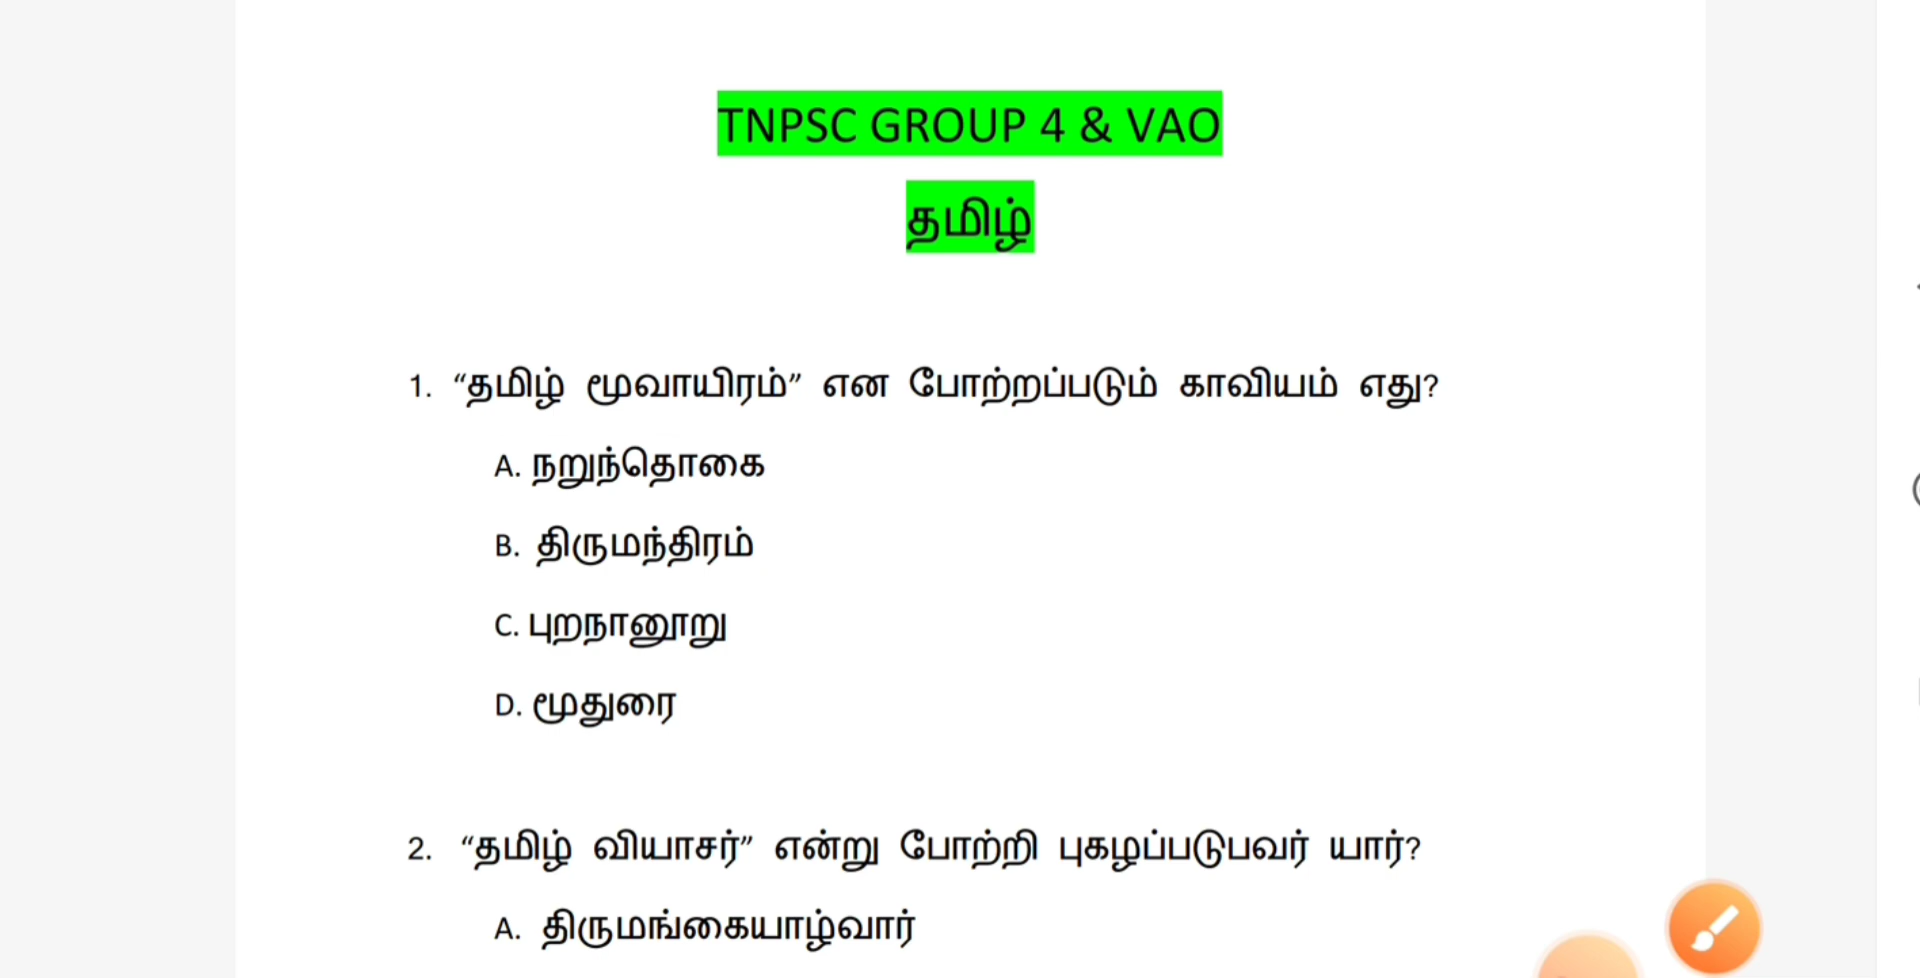 TNPSC GROUP 4 & VAO
தமிழ்
1. “தமிழ் மூவாயிரம்” என போற்றப்படும் காவியம் எது?
A. நறுந்தொகை
B. திருமந்திரம்
C. புறநானூறு
D. மூதுரை
2. “தமிழ் வியாசர்” என்று போற்றி புகழப்படுபவர் யார்?
A. திருமங்கையாழ்வார்